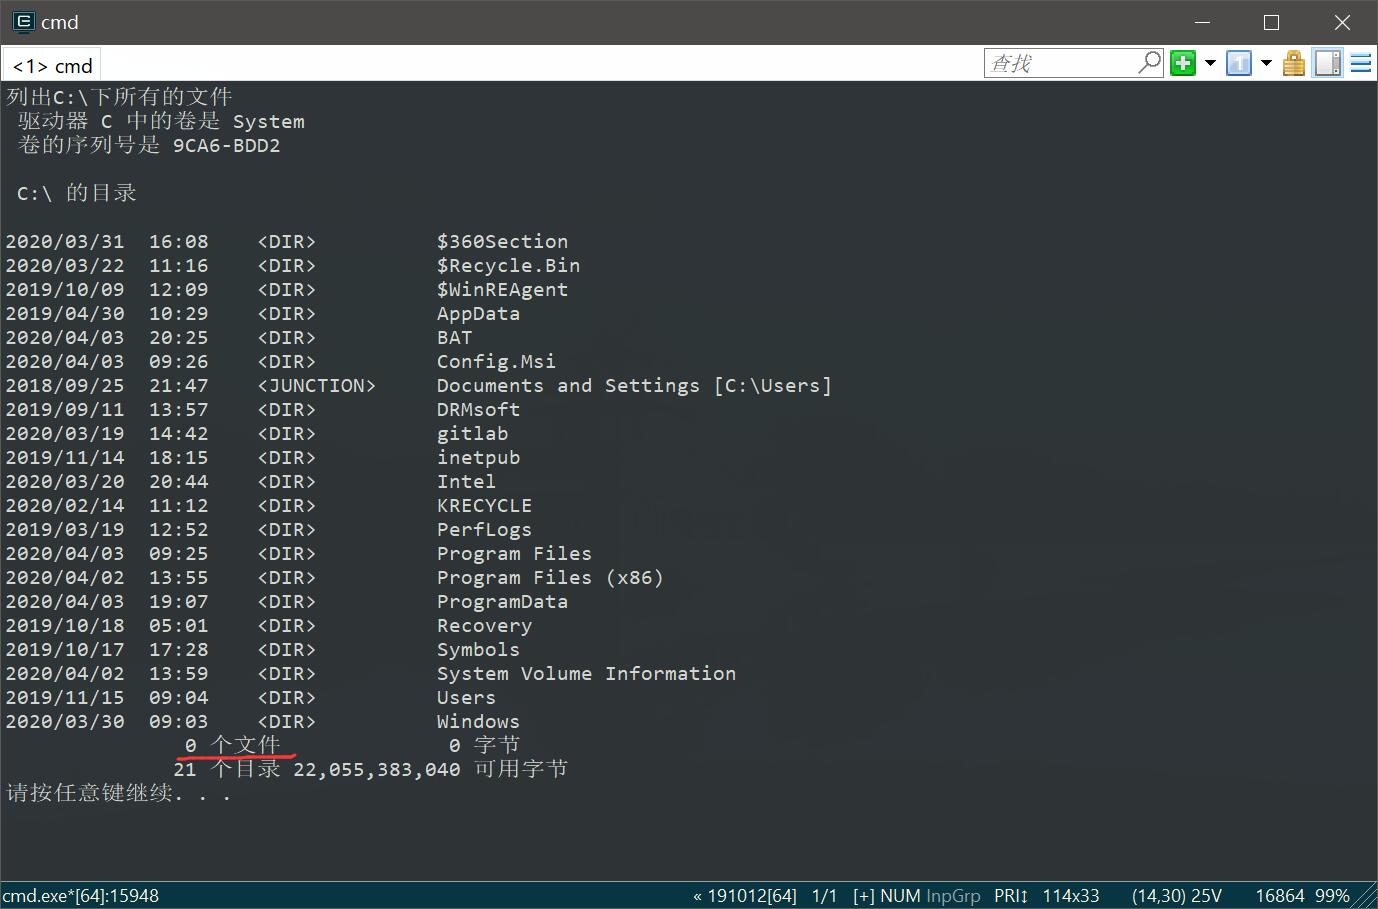 cmd
<1> cmd
查找
列出C:\下所有的文件
驱动器 C 中的卷是 System
卷的序列号是 9CA6-BDD2
C:\ 的目录
2020/03/31  16:08    <DIR>          $360Section
2020/03/22  11:16    <DIR>          $Recycle.Bin
2019/10/09  12:09    <DIR>          $WinREAgent
2019/04/30  10:29    <DIR>          AppData
2020/04/03  20:25    <DIR>          BAT
2020/04/03  09:26    <DIR>          Config.Msi
2018/09/25  21:47    <JUNCTION>     Documents and Settings [C:\Users]
2019/09/11  13:57    <DIR>          DRMsoft
2020/03/19  14:42    <DIR>          gitlab
2019/11/14  18:15    <DIR>          inetpub
2020/03/20  20:44    <DIR>          Intel
2020/02/14  11:12    <DIR>          KRECYCLE
2019/03/19  12:52    <DIR>          PerfLogs
2020/04/03  09:25    <DIR>          Program Files
2020/04/02  13:55    <DIR>          Program Files (x86)
2020/04/03  19:07    <DIR>          ProgramData
2019/10/18  05:01    <DIR>          Recovery
2019/10/17  17:28    <DIR>          Symbols
2020/04/02  13:59    <DIR>          System Volume Information
2019/11/15  09:04    <DIR>          Users
2020/03/30  09:03    <DIR>          Windows
0 个文件              0 字节
21 个目录 22,055,383,040 可用字节
请按任意键继续. . .
cmd.exe*[64]:15948 « 191012[64] 1/1 [+] NUM InpGrp PRI↕ 114x33 (14,30) 25V 16864 99%